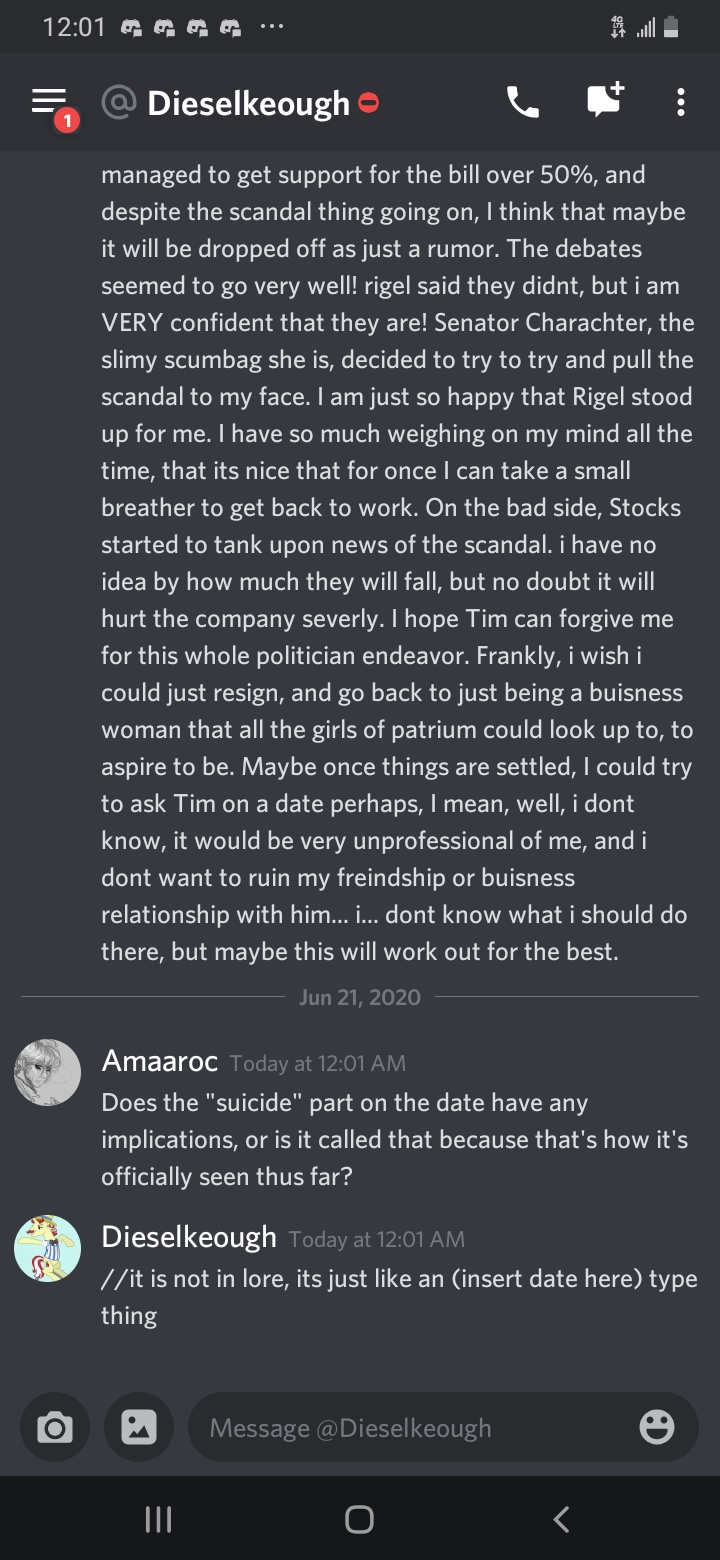 12:01
4G
LTE
1
@ Dieselkeough
managed to get support for the bill over 50%, and
despite the scandal thing going on, I think that maybe
it will be dropped off as just a rumor. The debates
seemed to go very well! rigel said they didnt, but i am
VERY confident that they are! Senator Charachter, the
slimy scumbag she is, decided to try to try and pull the
scandal to my face. I am just so happy that Rigel stood
up for me. I have so much weighing on my mind all the
time, that its nice that for once I can take a small
breather to get back to work. On the bad side, Stocks
started to tank upon news of the scandal. i have no
idea by how much they will fall, but no doubt it will
hurt the company severly. I hope Tim can forgive me
for this whole politician endeavor. Frankly, i wish i
could just resign, and go back to just being a buisness
woman that all the girls of patrium could look up to, to
aspire to be. Maybe once things are settled, I could try
to ask Tim on a date perhaps, I mean, well, i dont
know, it would be very unprofessional of me, and i
dont want to ruin my freindship or buisness
relationship with him... i... dont know what i should do
there, but maybe this will work out for the best.
Jun 21, 2020
Amaaroc Today at 12:01 AM
Does the "suicide" part on the date have any
implications, or is it called that because that's how it's
officially seen thus far?
Dieselkeough Today at 12:01 AM
//it is not in lore, its just like an (insert date here) type
thing
Message @Dieselkeough